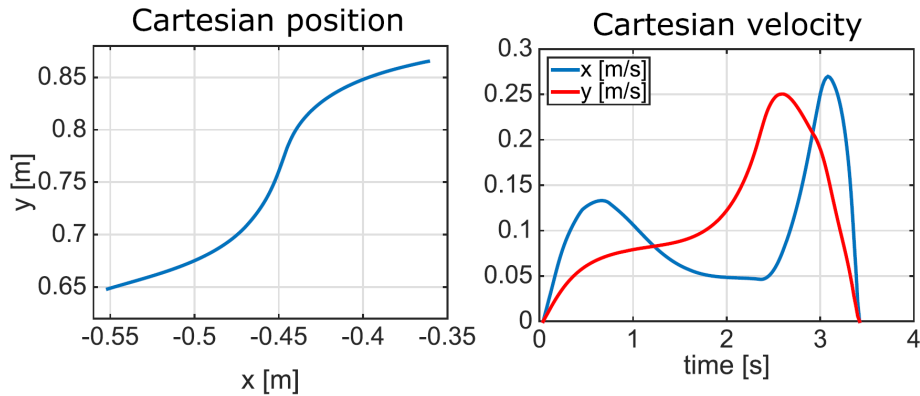 Cartesian position
0.85
0.8
0.75
0.7
0.65
y [m]
-0.55 -0.5 -0.45 -0.4 -0.35
x [m]
Cartesian velocity
0.3
0.25
0.2
0.15
0.1
0.05
0
x [m/s]
y [m/s]
0 1 2 3 4
time [s]